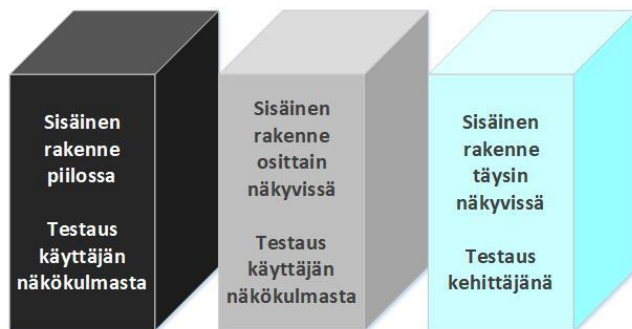 Sisäinen
rakenne
piilossa
Testaus
käyttäjän
näkökulmasta
Sisäinen
rakenne
osittain
näkyvissä
Testaus
käyttäjän
näkökulmasta
Sisäinen
rakenne
täysin
näkyvissä
Testaus
kehittäjänä